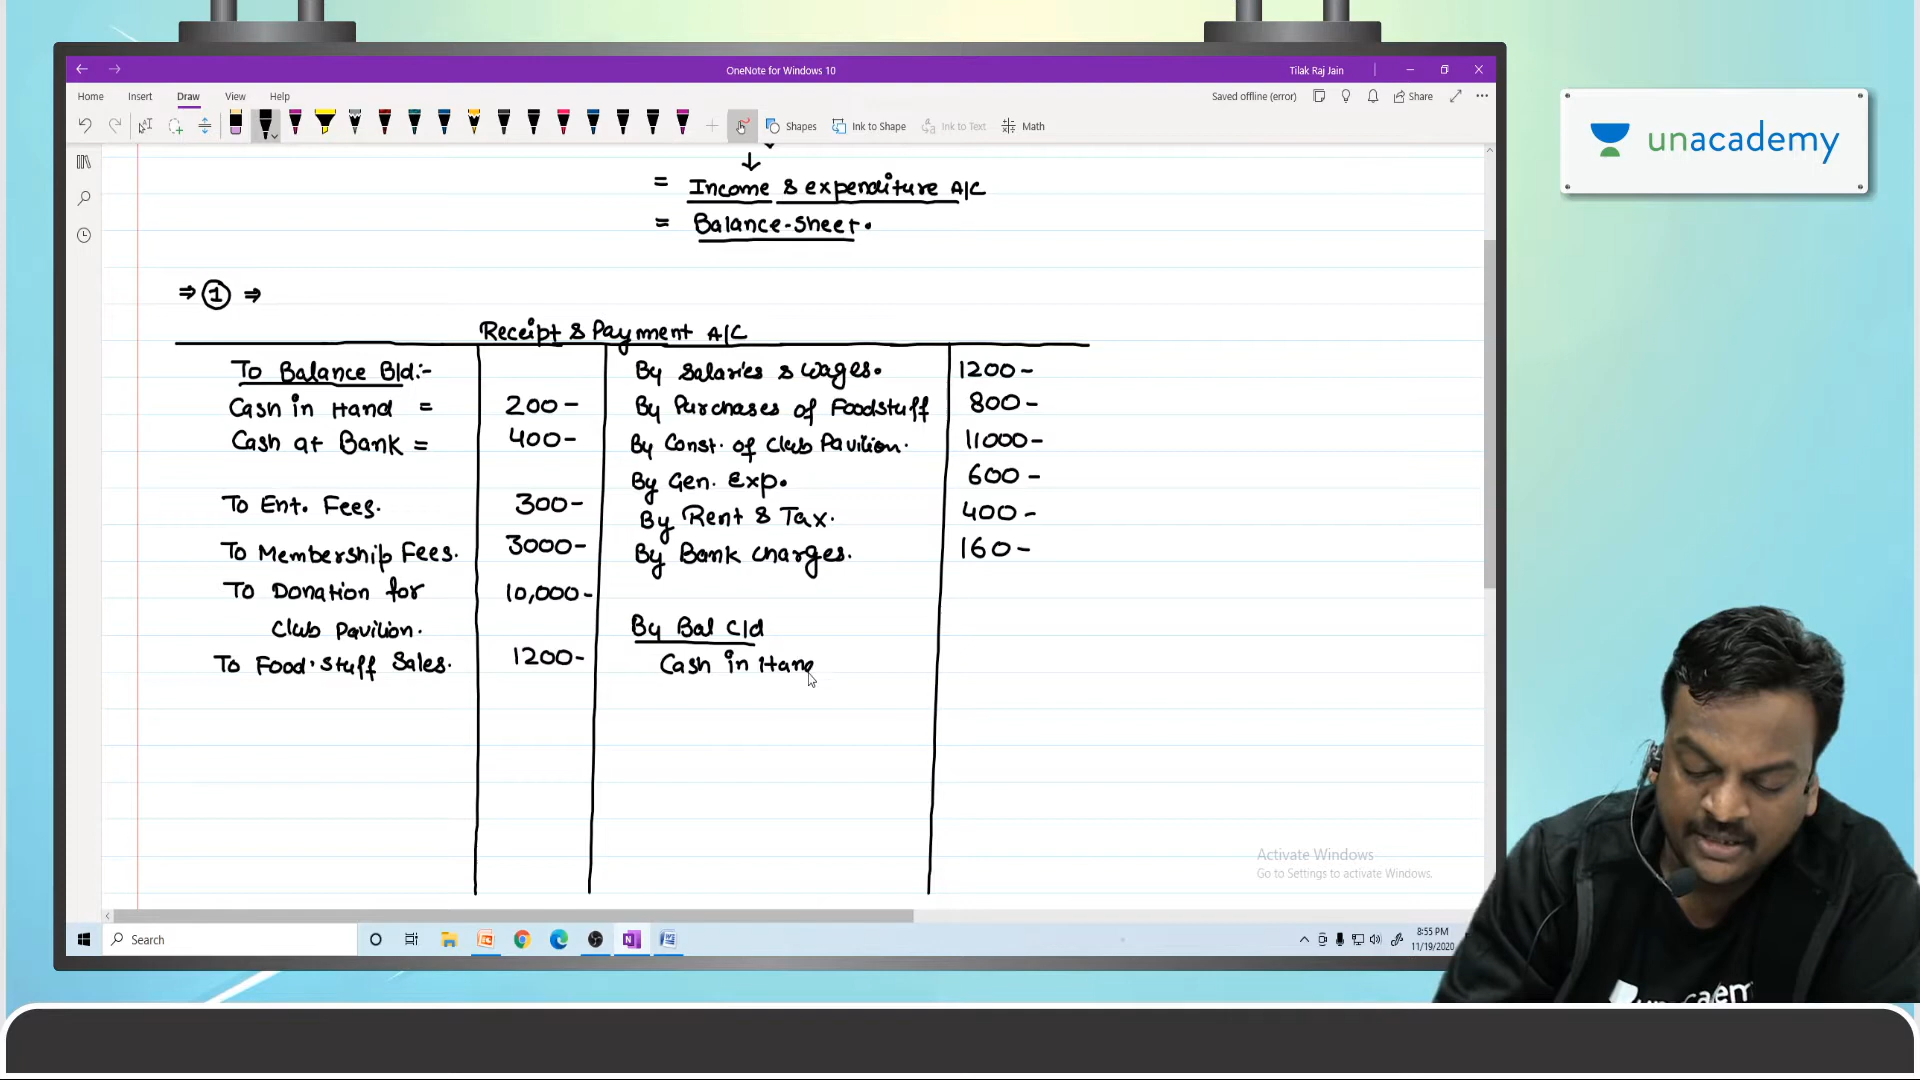 OneNote for Windows 10
Tilak Raj Jain
Home Insert Draw View Help
Saved offline (error)
Share
Shapes Ink to Shape Ink to Text Math
unacademy
= Income & expenditure A/C
= Balance-Sheet.
⇒ 1 ⇒
Receipt & Payment A/C
To Balance B/d:- By Salaries & Wages. 1200-
Cash in Hand = 200- By Purchases of Foodstuff 800-
Cash at Bank = 400- By Const. of Club Pavilion. 11000-
By Gen. Exp. 600-
To Ent. Fees. 300- By Rent & Tax. 400-
To Membership Fees. 3000- By Bank charges. 160-
To Donation for 10,000-
Club Pavilion. By Bal C/d
To Food-stuff Sales. 1200- Cash in Hand
Activate Windows
Go to Settings to activate Windows.
Search
8:55 PM
11/19/2020